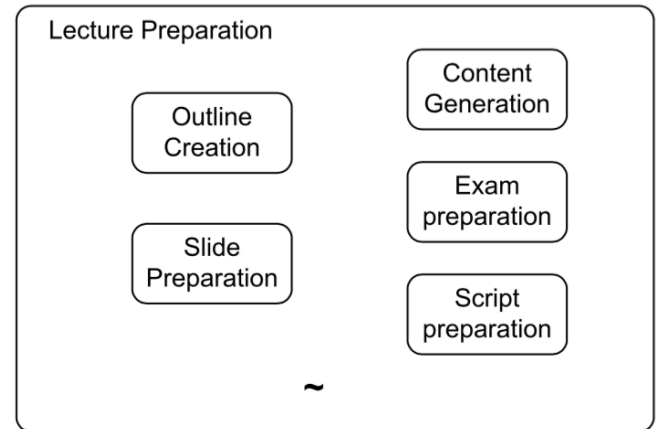 Lecture Preparation
Outline
Creation
Slide
Preparation
Content
Generation
Exam
preparation
Script
preparation
~